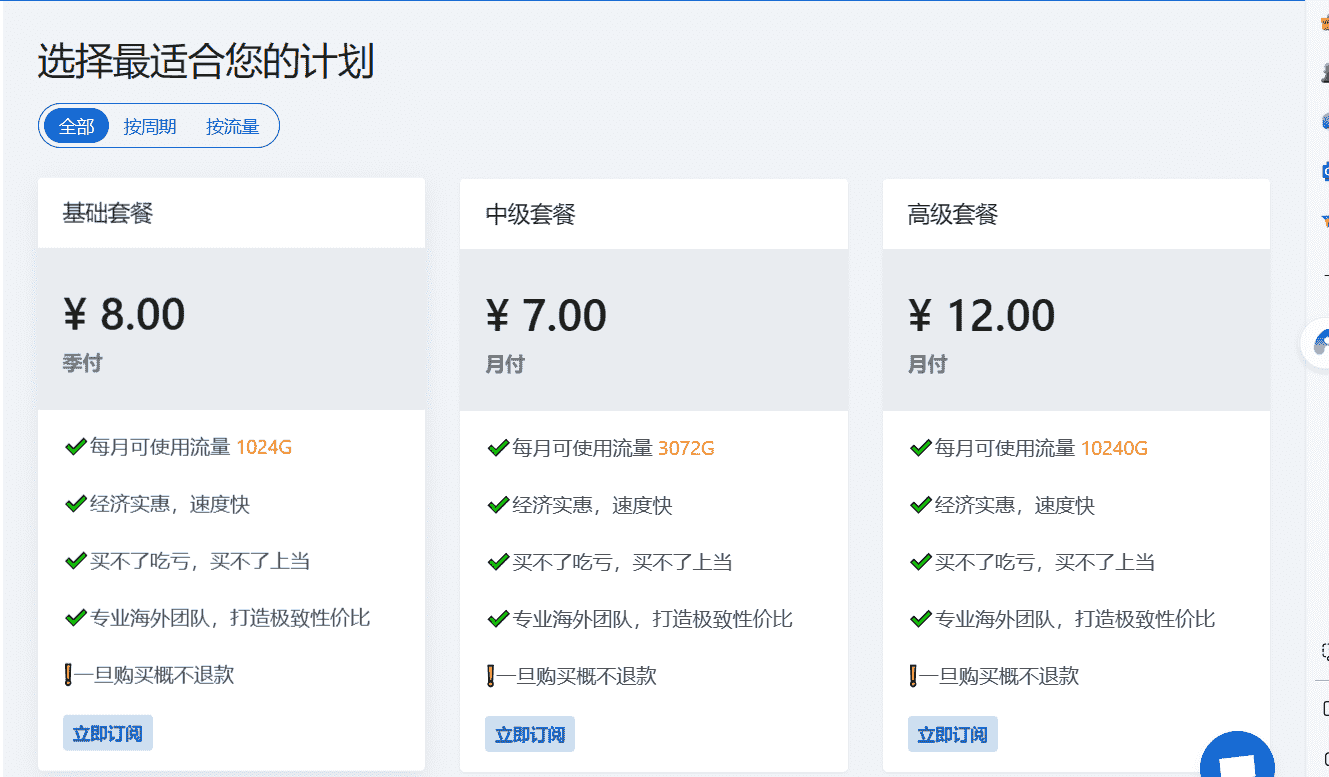 选择最适合您的计划
全部 按周期 按流量
基础套餐
¥ 8.00
季付
每月可使用流量 1024G
经济实惠，速度快
买不了吃亏，买不了上当
专业海外团队，打造极致性价比
一旦购买概不退款
立即订阅
中级套餐
¥ 7.00
月付
每月可使用流量 3072G
经济实惠，速度快
买不了吃亏，买不了上当
专业海外团队，打造极致性价比
一旦购买概不退款
立即订阅
高级套餐
¥ 12.00
月付
每月可使用流量 10240G
经济实惠，速度快
买不了吃亏，买不了上当
专业海外团队，打造极致性价比
一旦购买概不退款
立即订阅